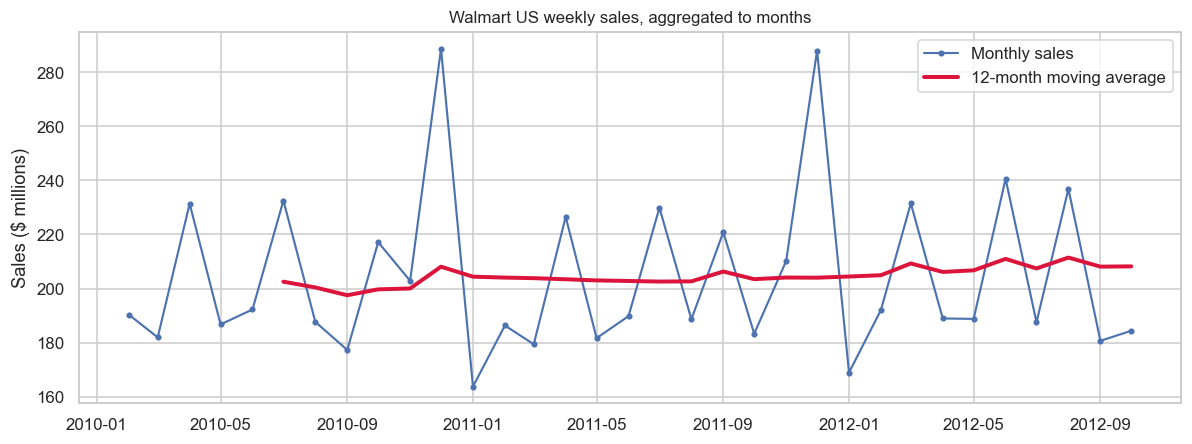 Walmart US weekly sales, aggregated to months
Monthly sales
12-month moving average
Sales ($ millions)
280
260
240
220
200
180
160
2010-01 2010-05 2010-09 2011-01 2011-05 2011-09 2012-01 2012-05 2012-09